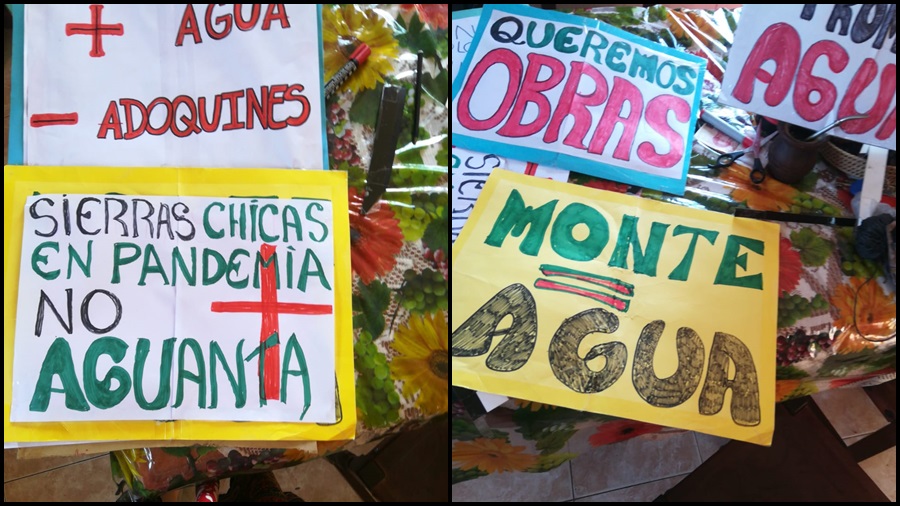 + AGUA
- ADOQUINES
SIERRAS CHICAS
EN PANDEMIA
NO
AGUANTA
QUEREMOS
OBRAS
AGUA
MONTE
=
AGUA